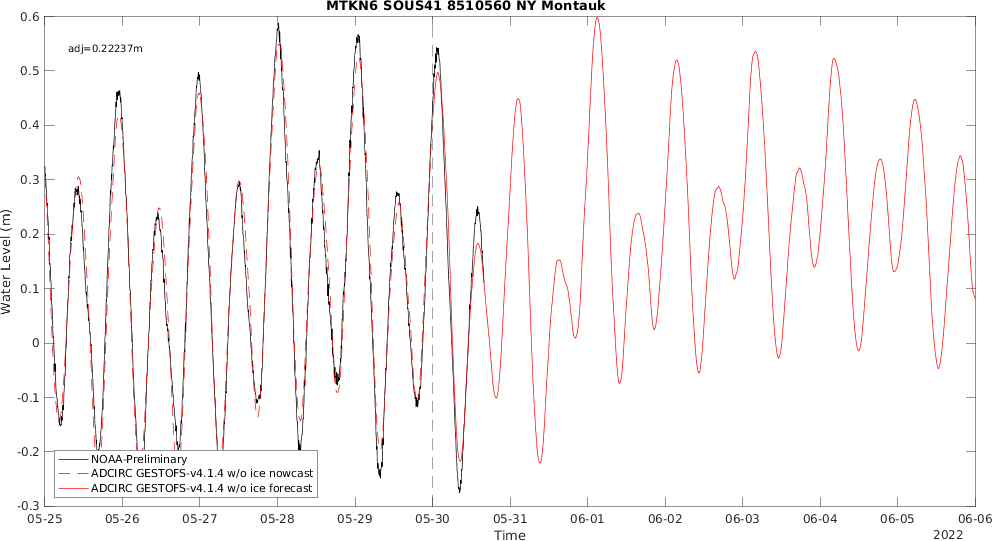 MTKN6 SOUS41 8510560 NY Montauk
adj=0.22237m
Water Level (m)
0.6
0.5
0.4
0.3
0.2
0.1
0
-0.1
-0.2
-0.3
NOAA-Preliminary
ADCIRC GESTOFS-v4.1.4 w/o ice nowcast
ADCIRC GESTOFS-v4.1.4 w/o ice forecast
05-25 05-26 05-27 05-28 05-29 05-30 05-31 06-01 06-02 06-03 06-04 06-05 06-06
Time
2022